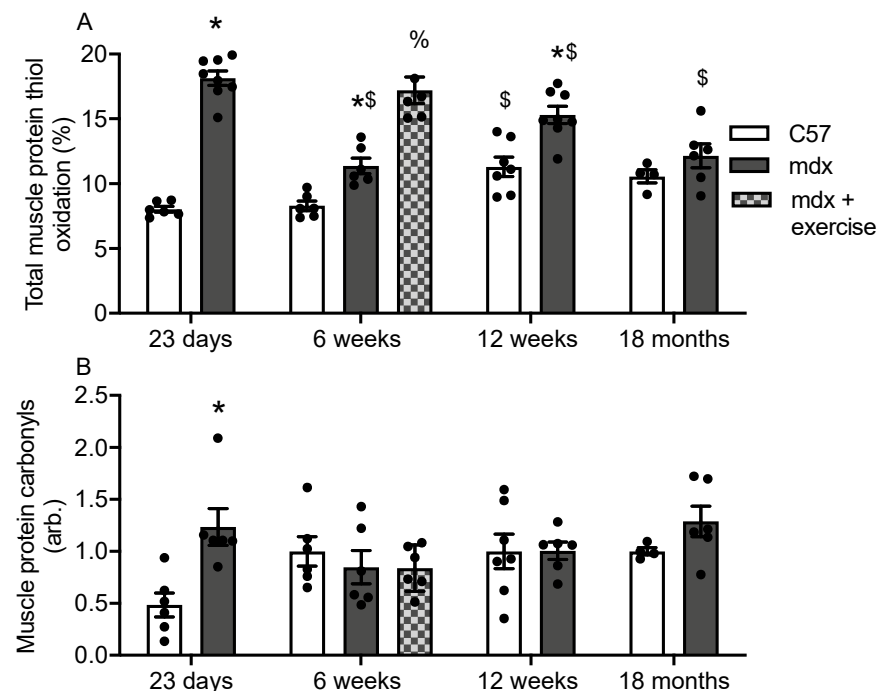 A
Total muscle protein thiol
oxidation (%)
20
15
10
5
0
*
*$
%
$
*$
$
23 days 6 weeks 12 weeks 18 months
C57
mdx
mdx +
exercise
B
Muscle protein carbonyls
(arb.)
2.5
2.0
1.5
1.0
0.5
0.0
*
23 days 6 weeks 12 weeks 18 months